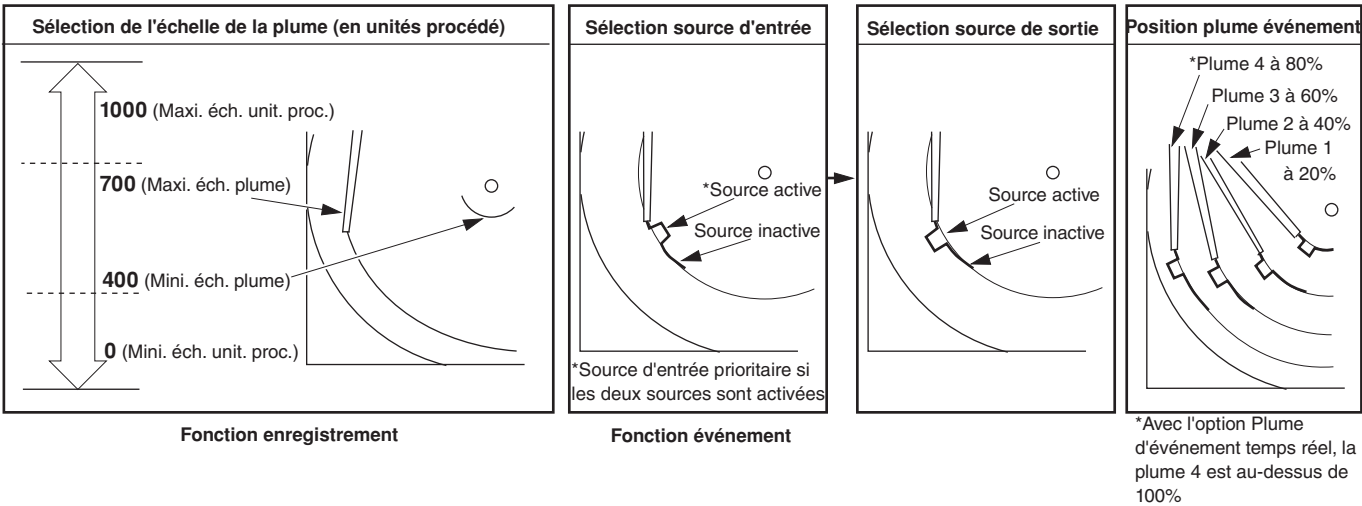 Sélection de l'échelle de la plume (en unités procédé)
1000 (Maxi. éch. unit. proc.)
700 (Maxi. éch. plume)
400 (Mini. éch. plume)
0 (Mini. éch. unit. proc.)
Fonction enregistrement
Sélection source d'entrée
*Source active
Source inactive
*Source d'entrée prioritaire si
les deux sources sont activées
Fonction événement
Sélection source de sortie
Source active
Source inactive
Position plume événement
*Plume 4 à 80%
Plume 3 à 60%
Plume 2 à 40%
Plume 1
à 20%
*Avec l'option Plume
d'événement temps réel, la
plume 4 est au-dessus de
100%